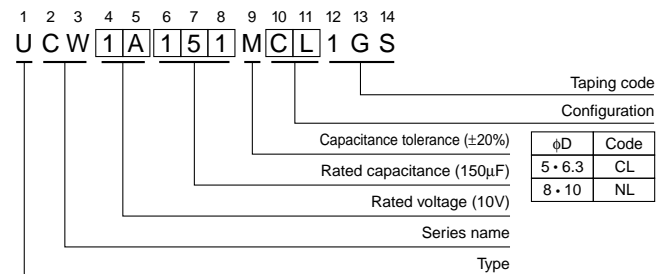 1 2 3 4 5 6 7 8 9 10 11 12 13 14
U C W 1 A 1 5 1 M C L 1 G S
Taping code
Configuration
Capacitance tolerance (±20%)
Rated capacitance (150μF)
Rated voltage (10V)
Series name
Type
ϕD Code
5 • 6.3 CL
8 • 10 NL